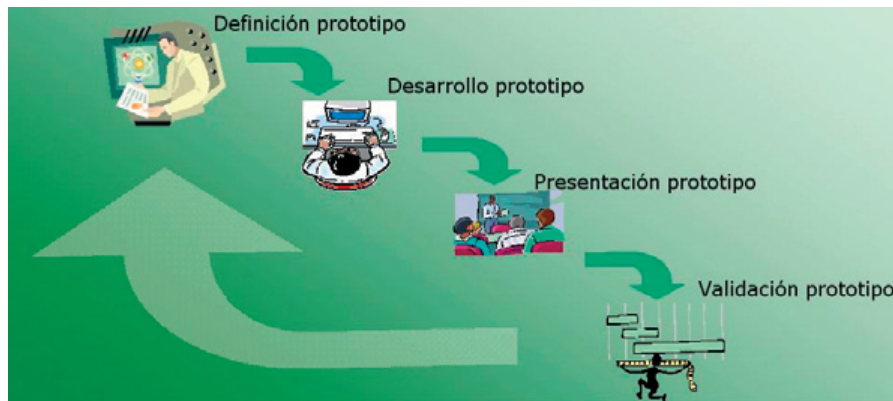 Definición prototipo
Desarrollo prototipo
Presentación prototipo
Validación prototipo